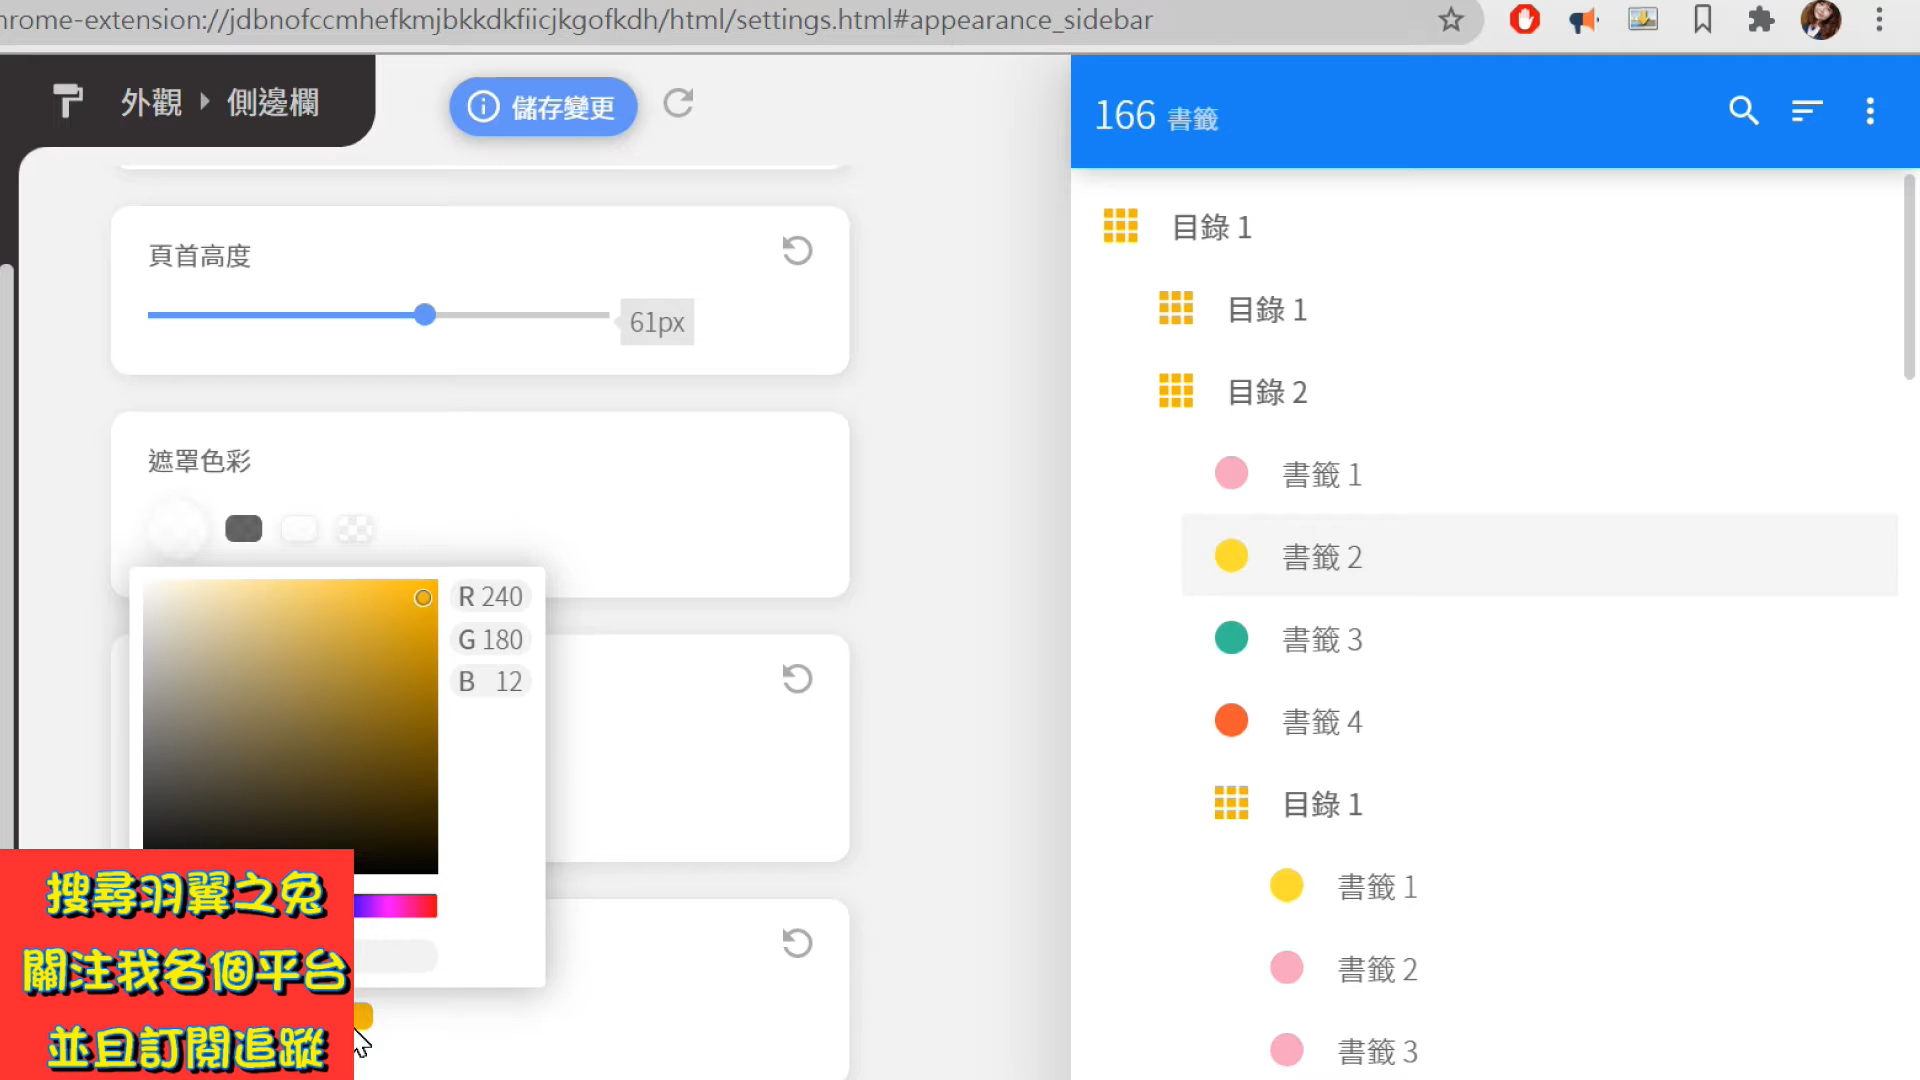 rome-extension://jdbnofccmhefkmjbkkdkfiicjkgofkdh/html/settings.html#appearance_sidebar
外觀 側邊欄
儲存變更
頁首高度
61px
遮罩色彩
R 240
G 180
B 12
搜尋羽翼之兔
關注我各個平台
並且訂閱追蹤
166 書籤
目錄 1
目錄 1
目錄 2
書籤 1
書籤 2
書籤 3
書籤 4
目錄 1
書籤 1
書籤 2
書籤 3